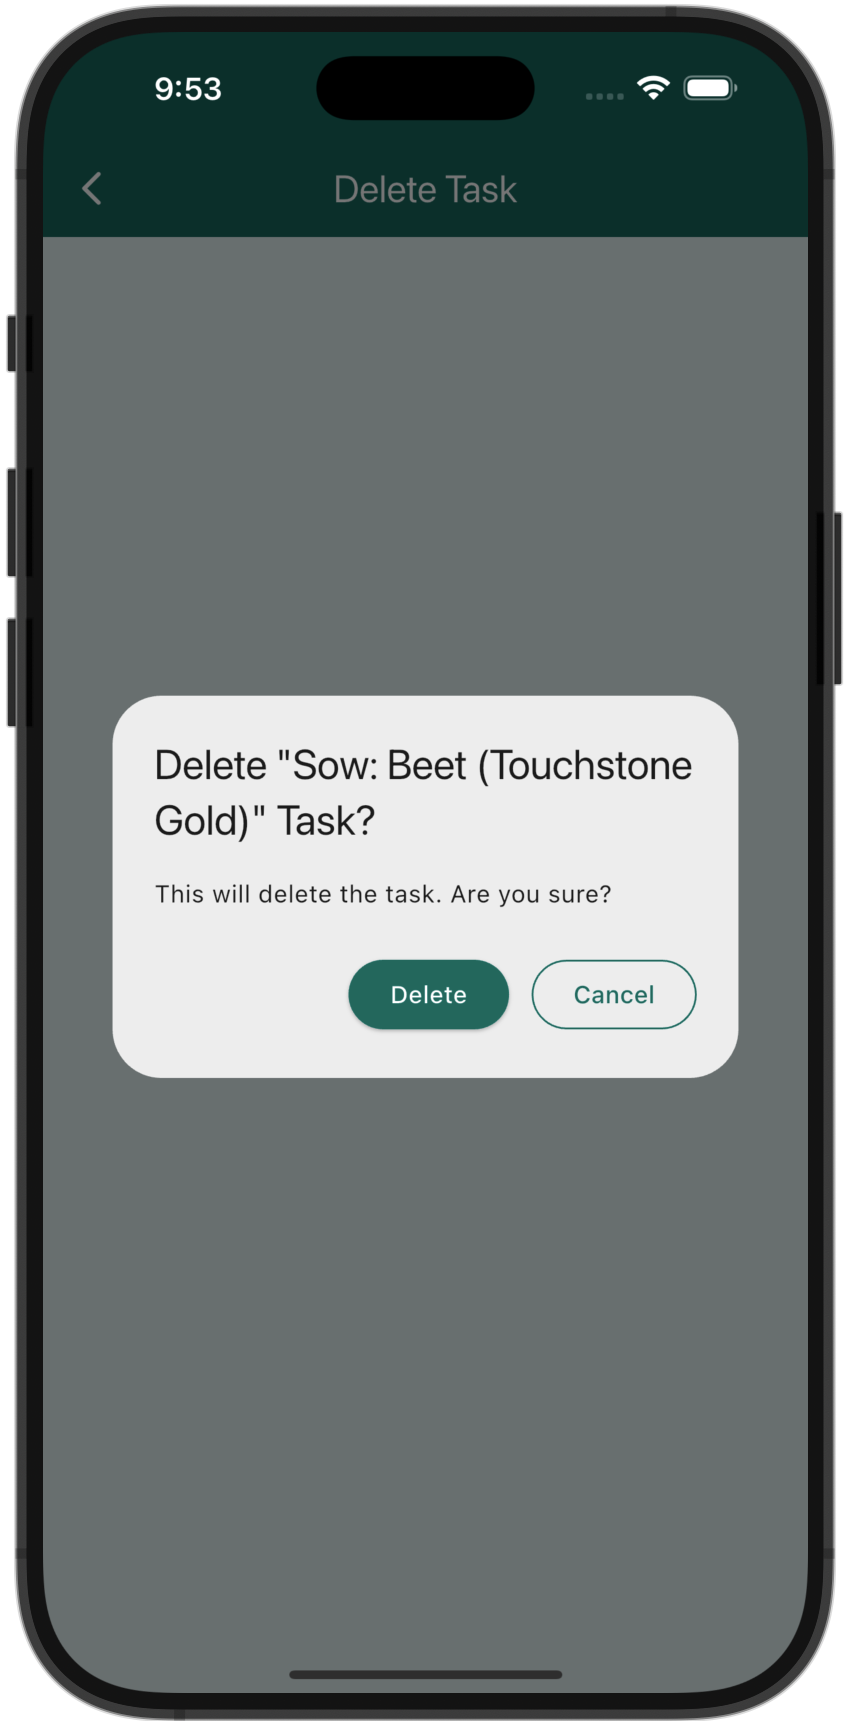 9:53
Delete Task
Delete "Sow: Beet (Touchstone
Gold)" Task?
This will delete the task. Are you sure?
Delete
Cancel